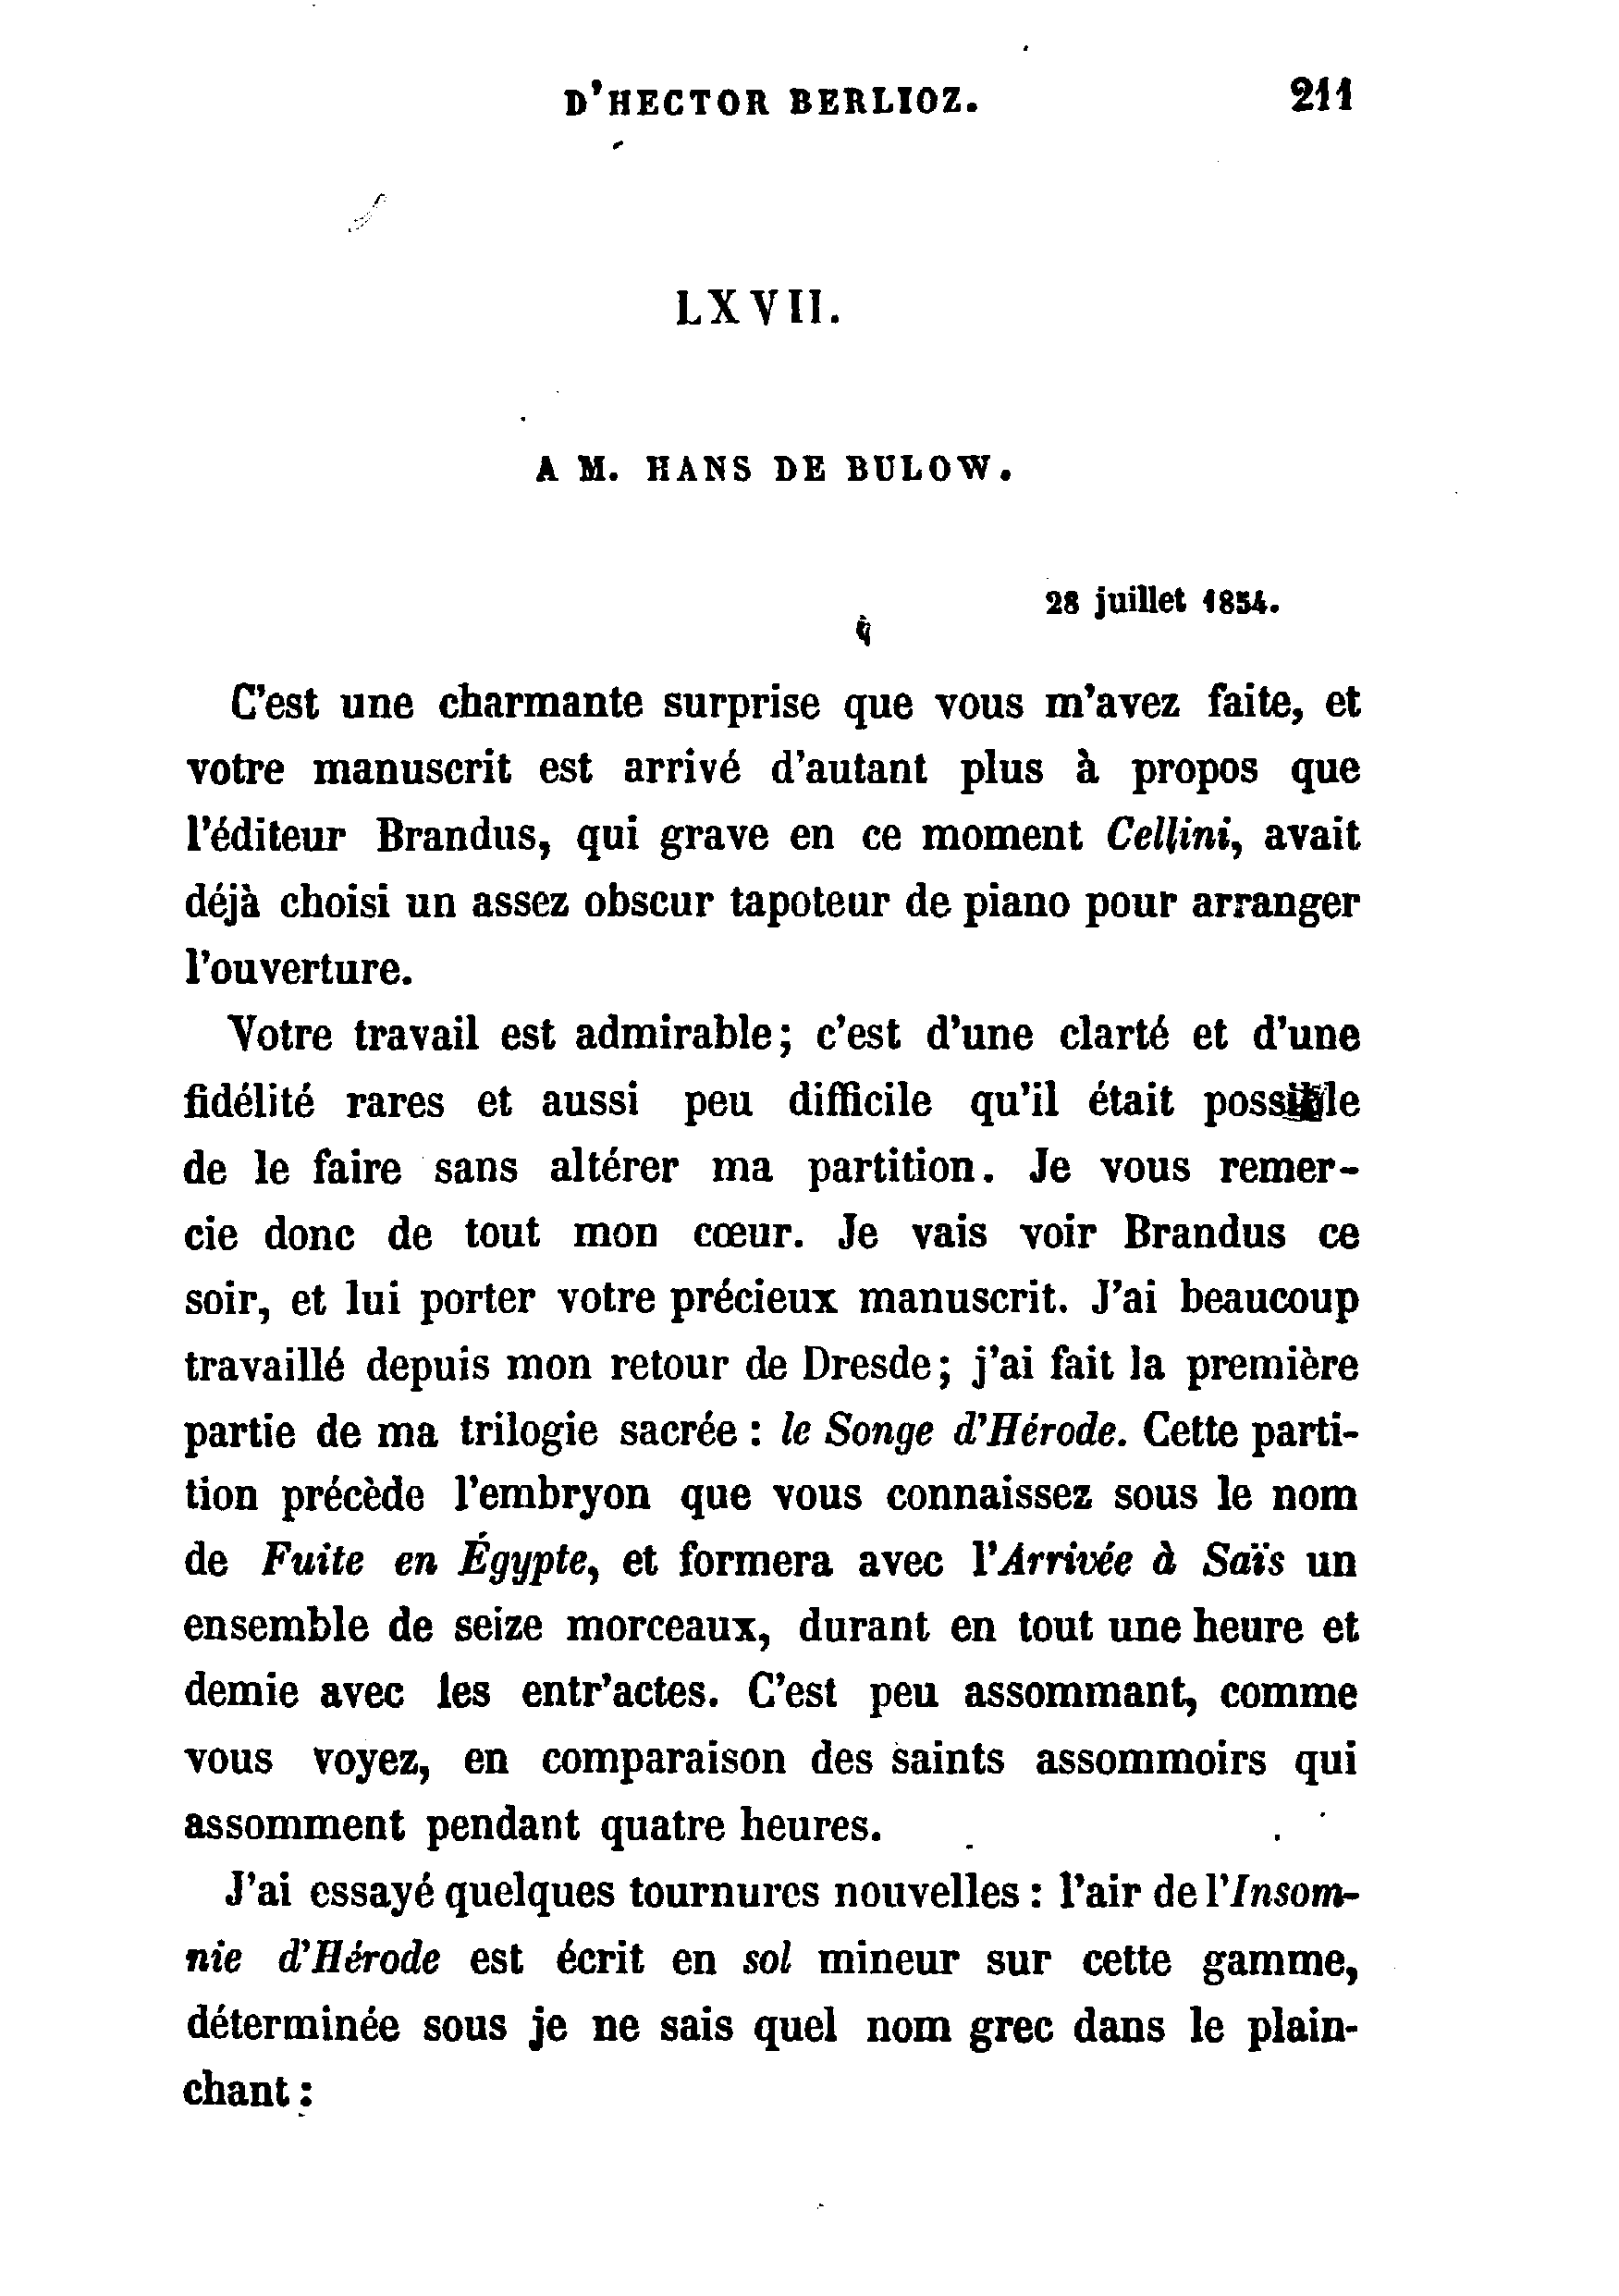 D'HECTOR BERLIOZ. 211
LXVII.
A M. HANS DE BULOW.
28 juillet 1854.
C'est une charmante surprise que vous m'avez faite, et
votre manuscrit est arrivé d'autant plus à propos que
l'éditeur Brandus, qui grave en ce moment Cellini, avait
déjà choisi un assez obscur tapoteur de piano pour arranger
l'ouverture.
Votre travail est admirable; c'est d'une clarté et d'une
fidélité rares et aussi peu difficile qu'il était possible
de le faire sans altérer ma partition. Je vous remer-
cie donc de tout mon cœur. Je vais voir Brandus ce
soir, et lui porter votre précieux manuscrit. J'ai beaucoup
travaillé depuis mon retour de Dresde; j'ai fait la première
partie de ma trilogie sacrée : le Songe d'Hérode. Cette parti-
tion précède l'embryon que vous connaissez sous le nom
de Fuite en Égypte, et formera avec l'Arrivée à Saïs un
ensemble de seize morceaux, durant en tout une heure et
demie avec les entr'actes. C'est peu assommant, comme
vous voyez, en comparaison des saints assommoirs qui
assomment pendant quatre heures.
J'ai essayé quelques tournures nouvelles : l'air de l'Insom-
nie d'Hérode est écrit en sol mineur sur cette gamme,
déterminée sous je ne sais quel nom grec dans le plain-
chant :